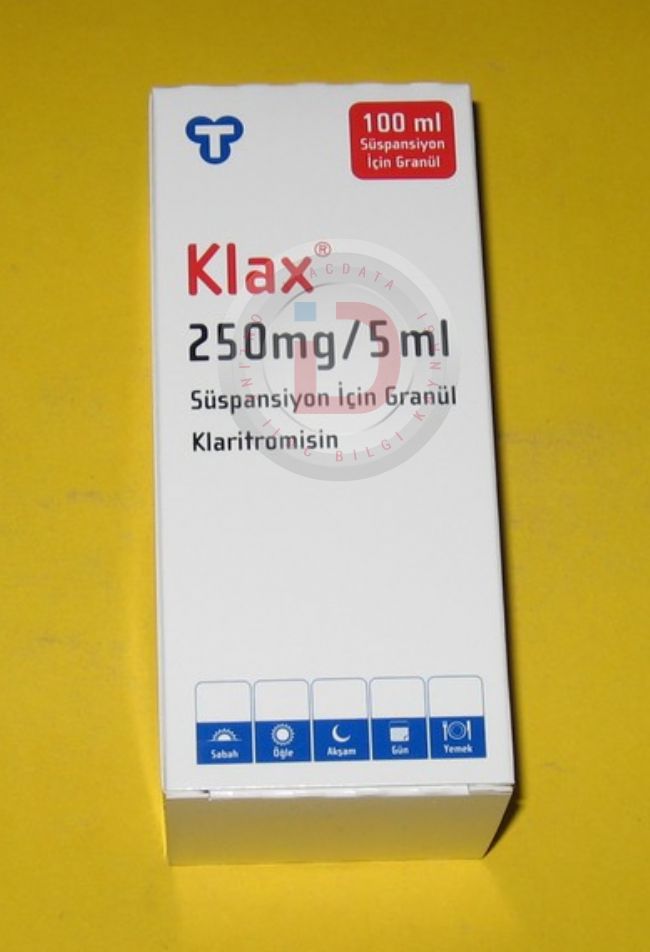 T
100 ml
Süspansiyon
İçin Granül
Klax®
250mg/5ml
Süspansiyon İçin Granül
Klaritromisin
Sabah Öğle Akşam Gün Yemek